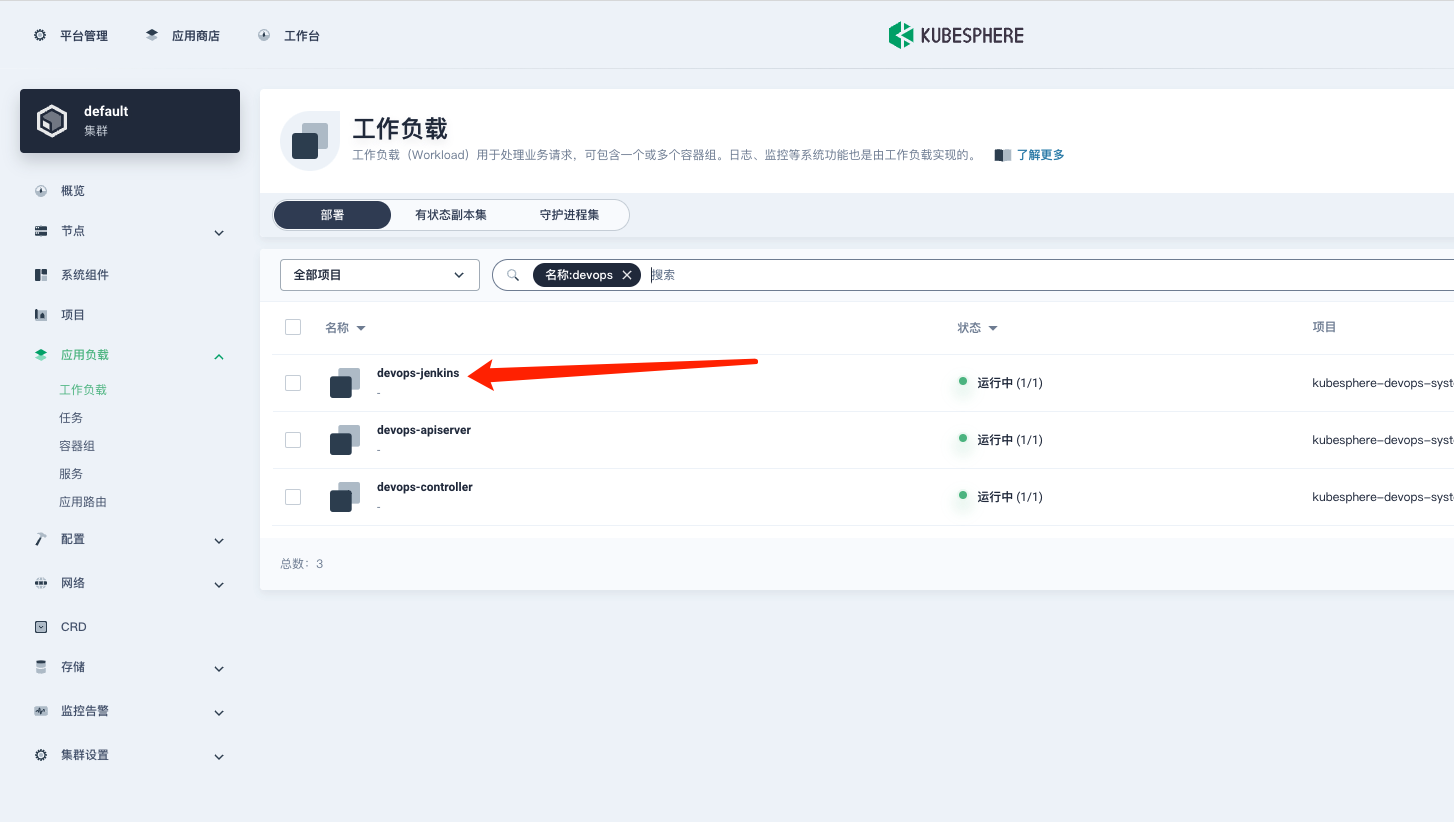 平台管理 应用商店 工作台 KUBESPHERE
default
集群
概览
节点
系统组件
项目
应用负载
工作负载
任务
容器组
服务
应用路由
配置
网络
CRD
存储
监控告警
集群设置
工作负载
工作负载（Workload）用于处理业务请求，可包含一个或多个容器组。日志、监控等系统功能也是由工作负载实现的。 了解更多
部署 有状态副本集 守护进程集
全部项目 名称:devops 搜索
名称 状态 项目
devops-jenkins 运行中 (1/1) kubesphere-devops-syst
-
devops-apiserver 运行中 (1/1) kubesphere-devops-syst
-
devops-controller 运行中 (1/1) kubesphere-devops-syst
-
总数：3